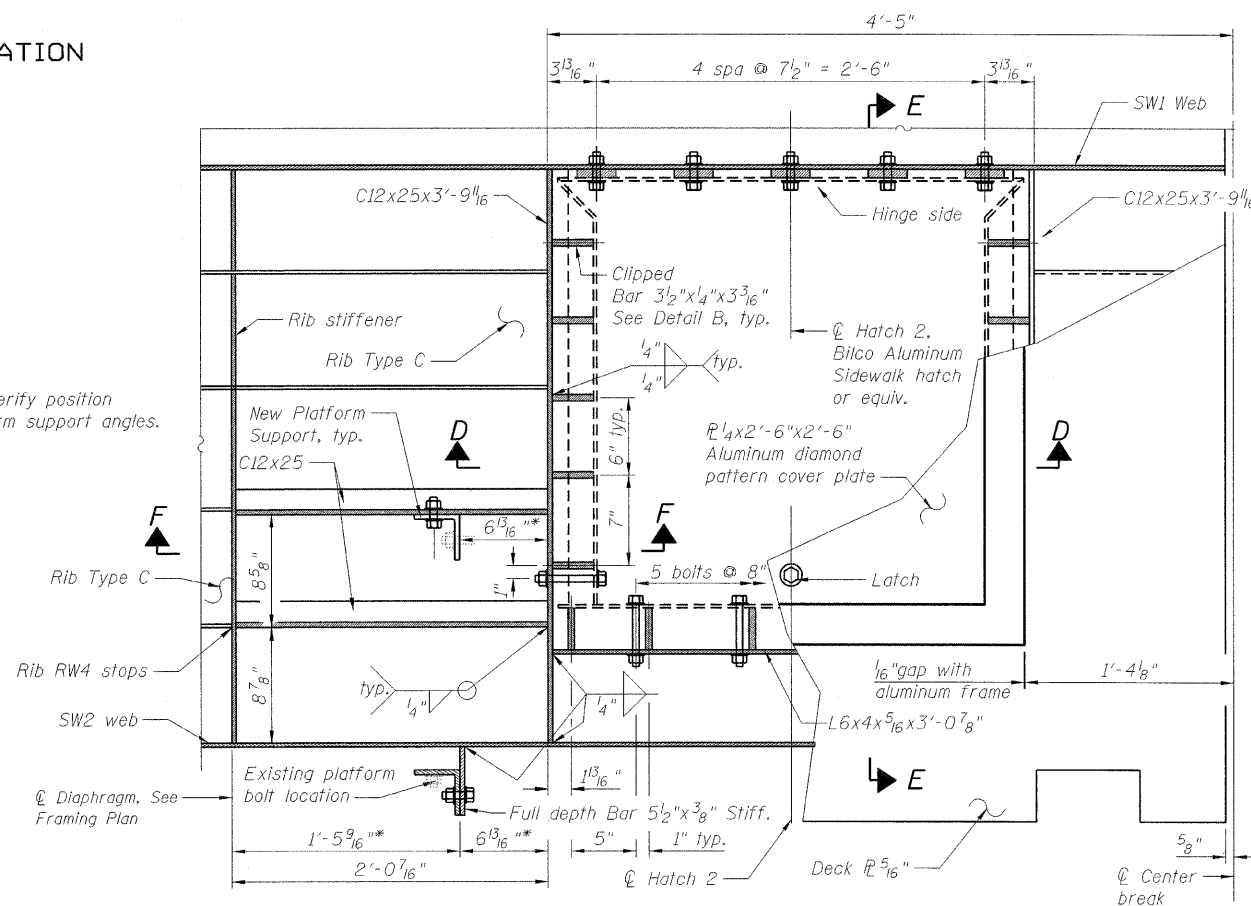 ATION
4'-5"
3 13/16"
4 spa @ 7 1/2" = 2'-6"
3 13/16"
E
SW1 Web
C12x25x3'-9 11/16
C12x25x3'-9 11/16
Hinge side
Clipped
Bar 3 1/2"x 1/4"x3 3/16"
See Detail B, typ.
Rib stiffener
Rib Type C
℄ Hatch 2,
Bilco Aluminum
Sidewalk hatch
or equiv.
1/4"
1/4"
typ.
erify position
rm support angles.
New Platform
Support, typ.
C12x25
D
6" typ.
℄ 1/4x2'-6"x2'-6"
Aluminum diamond
pattern cover plate
D
F
6 13/16"*
7"
F
8 5/8"
1"
5 bolts @ 8"
Latch
Rib Type C
Rib RW4 stops
8 7/8"
typ.
1/4"
1/4"
1/16" gap with
aluminum frame
1'-4 1/8"
SW2 web
L6x4x 5/16x3'-0 7/8"
Existing platform
bolt location
1 13/16"
E
℄ Diaphragm, See
Framing Plan
Full depth Bar 5 1/2"x 3/8" Stiff.
1'-5 9/16"*
6 13/16"*
5"
1" typ.
2'-0 7/16"
℄ Hatch 2
Deck ℄ 5/16"
5/8"
℄ Center
break